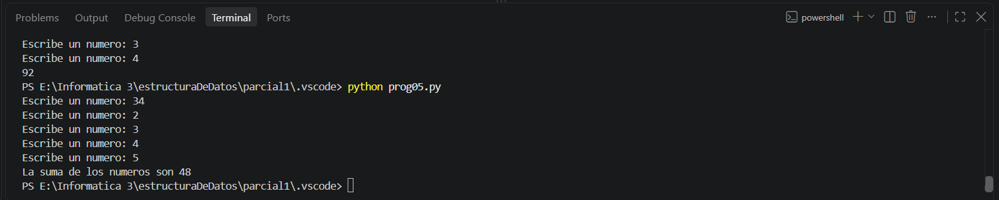 Problems Output Debug Console Terminal Ports powershell
Escribe un numero: 3
Escribe un numero: 4
92
PS E:\Informatica 3\estructuraDeDatos\parcial1\.vscode> python prog05.py
Escribe un numero: 34
Escribe un numero: 2
Escribe un numero: 3
Escribe un numero: 4
Escribe un numero: 5
La suma de los numeros son 48
PS E:\Informatica 3\estructuraDeDatos\parcial1\.vscode>